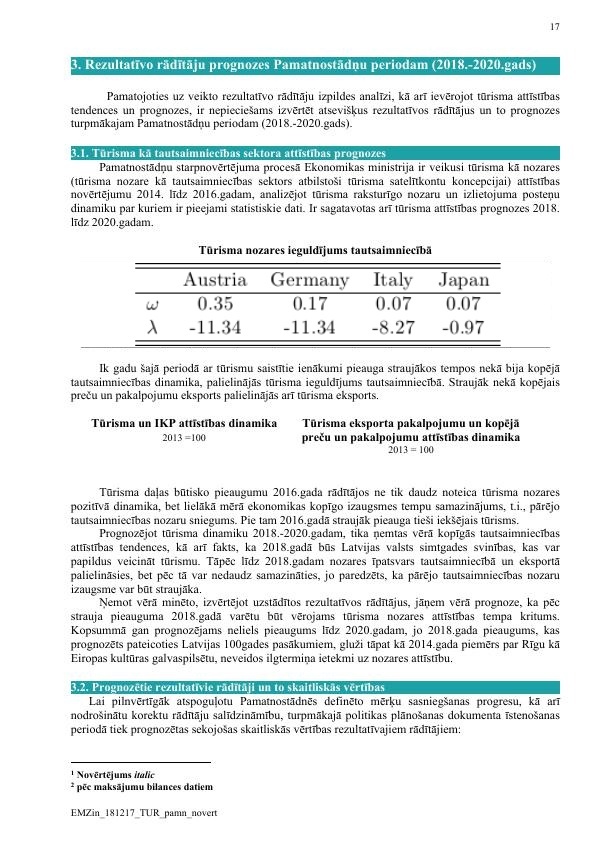 17
3. Rezultatīvo rādītāju prognozes Pamatnostādņu periodam (2018.-2020.gads)
Pamatojoties uz veikto rezultatīvo rādītāju izpildes analīzi, kā arī ievērojot tūrisma attīstības
tendences un prognozes, ir nepieciešams izvērtēt atsevišķus rezultatīvos rādītājus un to prognozes
turpmākajam Pamatnostādņu periodam (2018.-2020.gads).
3.1. Tūrisma kā tautsaimniecības sektora attīstības prognozes
Pamatnostādņu starpnovērtējuma procesā Ekonomikas ministrija ir veikusi tūrisma kā nozares
(tūrisma nozare kā tautsaimniecības sektors atbilstoši tūrisma satelītkontu koncepcijai) attīstības
novērtējumu 2014. līdz 2016.gadam, analizējot tūrisma raksturīgo nozaru un izlietojuma posteņu
dinamiku par kuriem ir pieejami statistiskie dati. Ir sagatavotas arī tūrisma attīstības prognozes 2018.
līdz 2020.gadam.
Tūrisma nozares ieguldījums tautsaimniecībā
Austria Germany Italy Japan
ω 0.35 0.17 0.07 0.07
λ -11.34 -11.34 -8.27 -0.97
Ik gadu šajā periodā ar tūrismu saistītie ienākumi pieauga straujākos tempos nekā bija kopējā
tautsaimniecības dinamika, palielinājās tūrisma ieguldījums tautsaimniecībā. Straujāk nekā kopējais
preču un pakalpojumu eksports palielinājās arī tūrisma eksports.
Tūrisma un IKP attīstības dinamika
2013 =100
Tūrisma eksporta pakalpojumu un kopējā
preču un pakalpojumu attīstības dinamika
2013 = 100
Tūrisma daļas būtisko pieaugumu 2016.gada rādītājos ne tik daudz noteica tūrisma nozares
pozitīvā dinamika, bet lielākā mērā ekonomikas kopīgo izaugsmes tempu samazinājums, t.i., pārējo
tautsaimniecības nozaru sniegums. Pie tam 2016.gadā straujāk pieauga tieši iekšējais tūrisms.
Prognozējot tūrisma dinamiku 2018.-2020.gadam, tika ņemtas vērā kopīgās tautsaimniecības
attīstības tendences, kā arī fakts, ka 2018.gadā būs Latvijas valsts simtgades svinības, kas var
papildus veicināt tūrismu. Tāpēc līdz 2018.gadam nozares īpatsvars tautsaimniecībā un eksportā
palielināsies, bet pēc tā var nedaudz samazināties, jo paredzēts, ka pārējo tautsaimniecības nozaru
izaugsme var būt straujāka.
Ņemot vērā minēto, izvērtējot uzstādītos rezultatīvos rādītājus, jāņem vērā prognoze, ka pēc
strauja pieauguma 2018.gadā varētu būt vērojams tūrisma nozares attīstības tempa kritums.
Kopsummā gan prognozējams neliels pieaugums līdz 2020.gadam, jo 2018.gada pieaugums, kas
prognozēts pateicoties Latvijas 100gades pasākumiem, gluži tāpat kā 2014.gada piemērs par Rīgu kā
Eiropas kultūras galvaspilsētu, neveidos ilgtermiņa ietekmi uz nozares attīstību.
3.2. Prognozētie rezultatīvie rādītāji un to skaitliskās vērtības
Lai pilnvērtīgāk atspoguļotu Pamatnostādnēs definēto mērķu sasniegšanas progresu, kā arī
nodrošinātu korektu rādītāju salīdzināmību, turpmākajā politikas plānošanas dokumenta īstenošanas
periodā tiek prognozētas sekojošas skaitliskās vērtības rezultatīvajiem rādītājiem:
1 Novērtējums italic
2 pēc maksājumu bilances datiem
EMZin_181217_TUR_pamn_novert